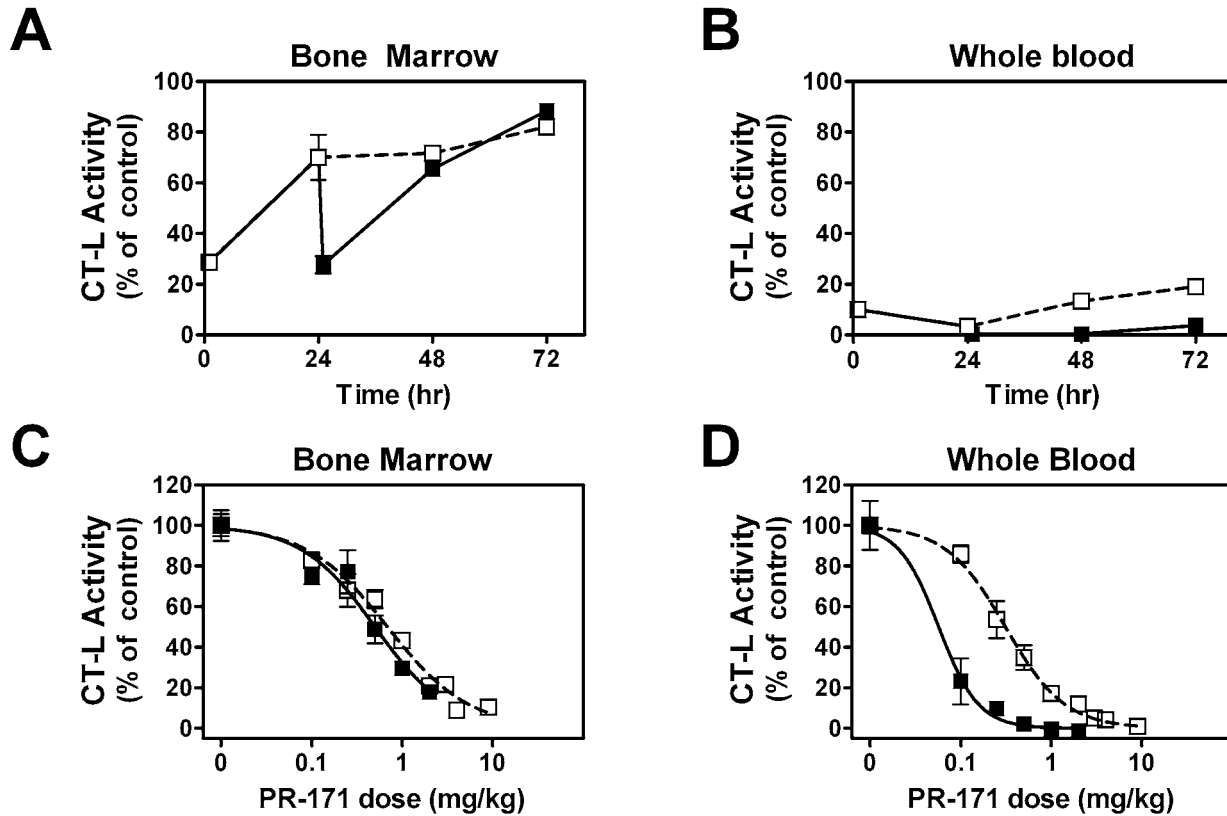 A
Bone Marrow
CT-L Activity
(% of control)
100
80
60
40
20
0
0 24 48 72
Time (hr)
B
Whole blood
CT-L Activity
(% of control)
100
80
60
40
20
0
0 24 48 72
Time (hr)
C
Bone Marrow
CT-L Activity
(% of control)
120
100
80
60
40
20
0
0 0.1 1 10
PR-171 dose (mg/kg)
D
Whole Blood
CT-L Activity
(% of control)
120
100
80
60
40
20
0
0 0.1 1 10
PR-171 dose (mg/kg)